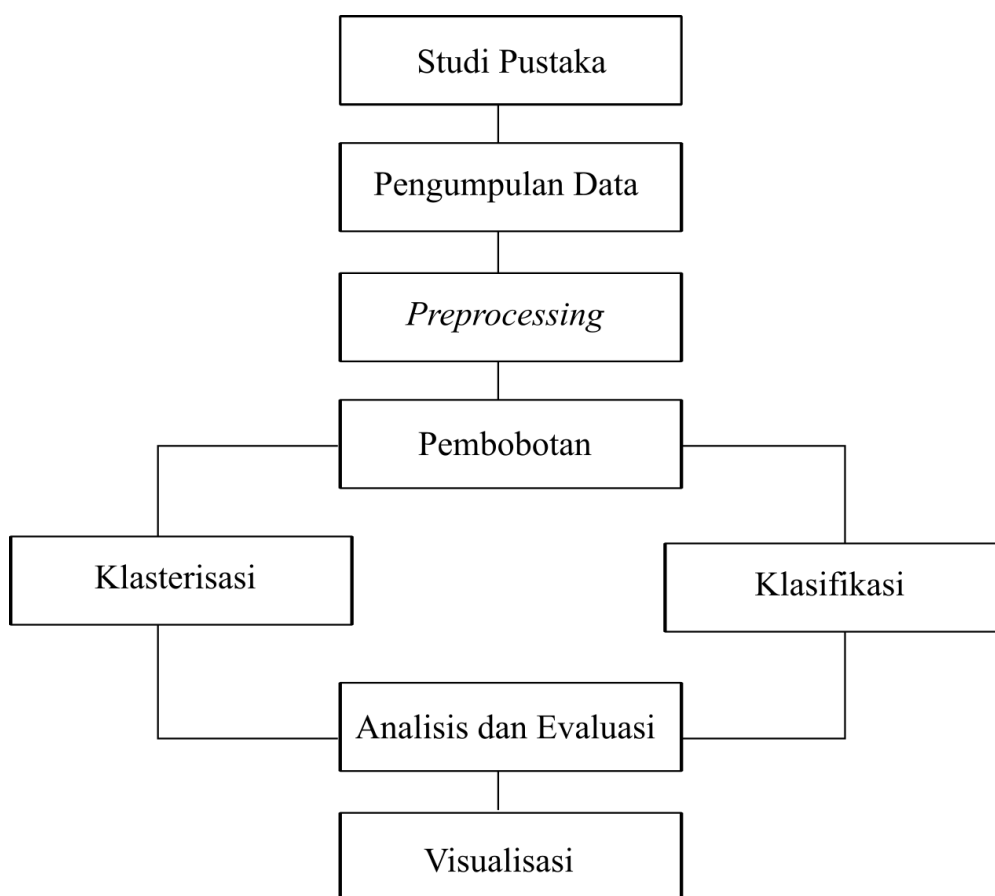 Studi Pustaka
Pengumpulan Data
Preprocessing
Pembobotan
Klasterisasi
Klasifikasi
Analisis dan Evaluasi
Visualisasi